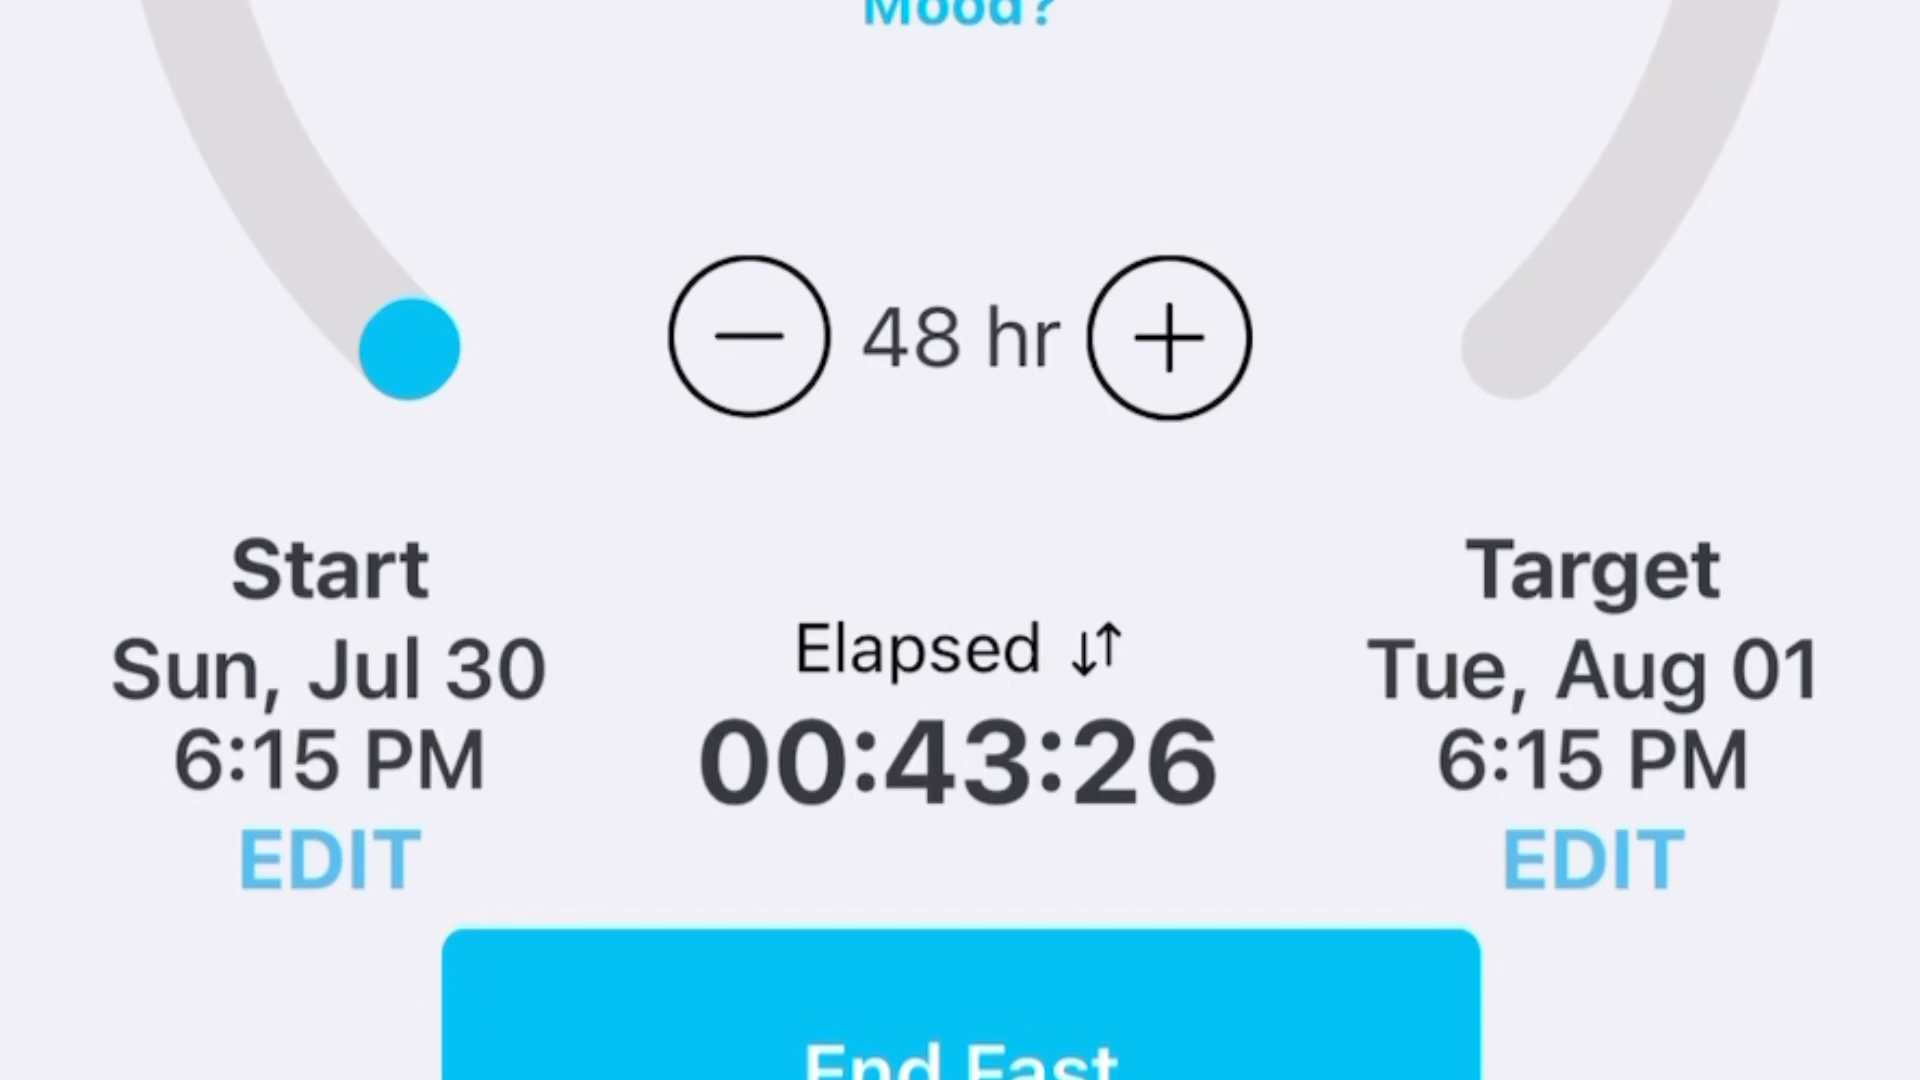 Mood?
48 hr
Start
Sun, Jul 30
6:15 PM
EDIT
Elapsed
00:43:26
Target
Tue, Aug 01
6:15 PM
EDIT
End Fast